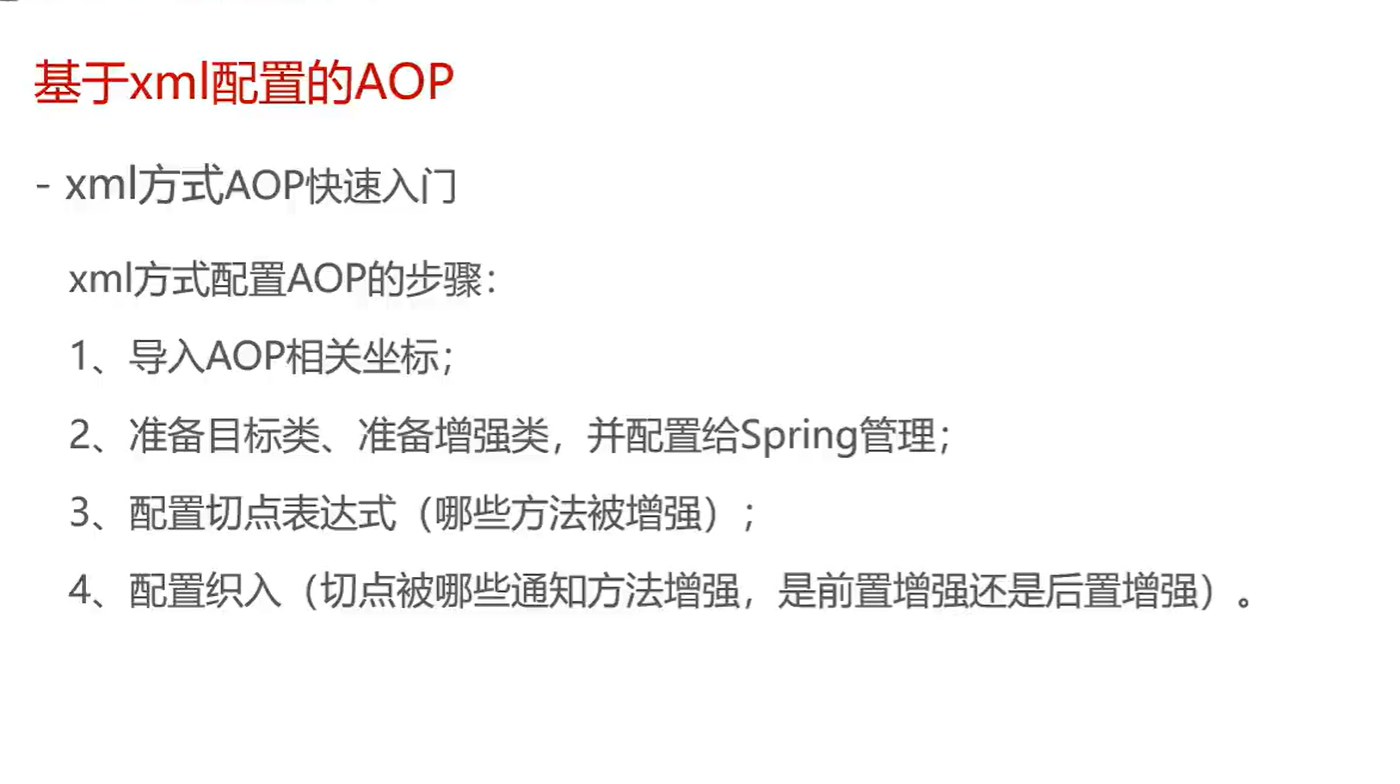 基于xml配置的AOP
- xml方式AOP快速入门
xml方式配置AOP的步骤：
1、导入AOP相关坐标；
2、准备目标类、准备增强类，并配置给Spring管理；
3、配置切点表达式（哪些方法被增强）；
4、配置织入（切点被哪些通知方法增强，是前置增强还是后置增强）。